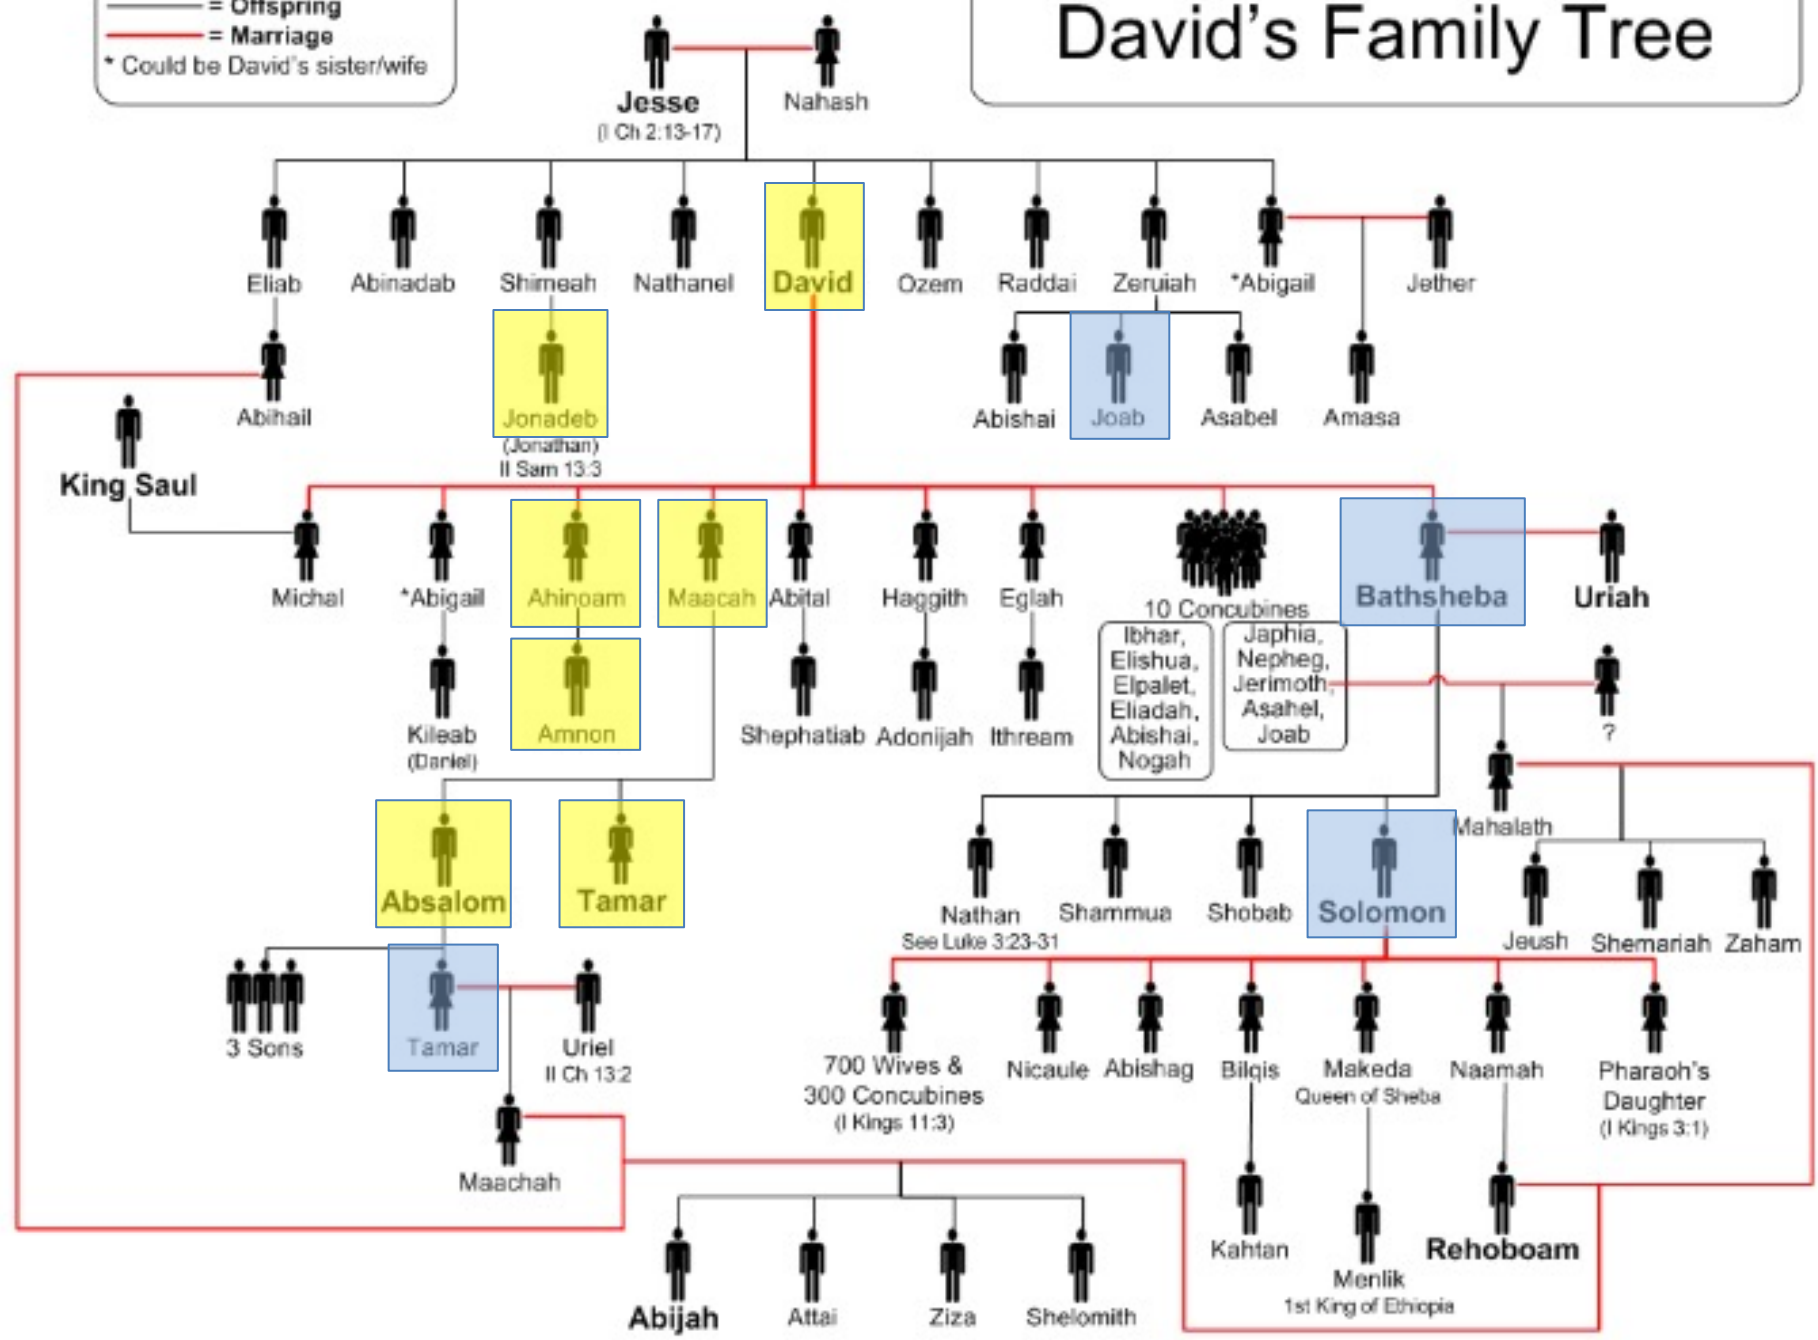 = Offspring
= Marriage
* Could be David's sister/wife
David's Family Tree
Jesse
(I Ch 2:13-17)
Nahash
Eliab
Abinadab
Shimeah
Nathanel
David
Ozem
Raddai
Zeruiah
*Abigail
Jether
Abihail
Jonadeb
(Jonathan)
II Sam 13:3
Abishai
Joab
Asabel
Amasa
King Saul
Michal
*Abigail
Ahinoam
Maacah
Abital
Haggith
Eglah
10 Concubines
Bathsheba
Uriah
Ibhar,
Elishua,
Elpalet,
Eliadah,
Abishai,
Nogah
Japhia,
Nepheg,
Jerimoth,
Asahel,
Joab
?
Kileab
(Daniel)
Amnon
Shephatiab
Adonijah
Ithream
Mahalath
Absalom
Tamar
Nathan
See Luke 3:23-31
Shammua
Shobab
Solomon
Jeush
Shemariah
Zaham
3 Sons
Tamar
Uriel
II Ch 13:2
700 Wives &
300 Concubines
(I Kings 11:3)
Nicaule
Abishag
Bilqis
Makeda
Queen of Sheba
Naamah
Pharaoh's
Daughter
(I Kings 3:1)
Maachah
Kahtan
Menlik
1st King of Ethiopia
Rehoboam
Abijah
Attai
Ziza
Shelomith